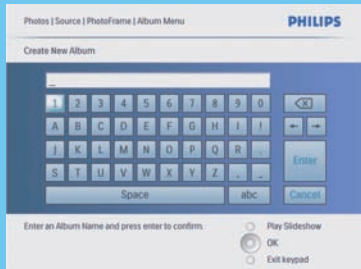 Photos | Source | PhotoFrame | Album Menu
PHILIPS
Create New Album
_
1 2 3 4 5 6 7 8 9 0
A B C D E F G H I !
J K L M N O P Q R .
S T U V W X Y Z , _
Space abc
Enter
Cancel
Enter an Album Name and press enter to confirm.
Play Slideshow
OK
Exit keypad